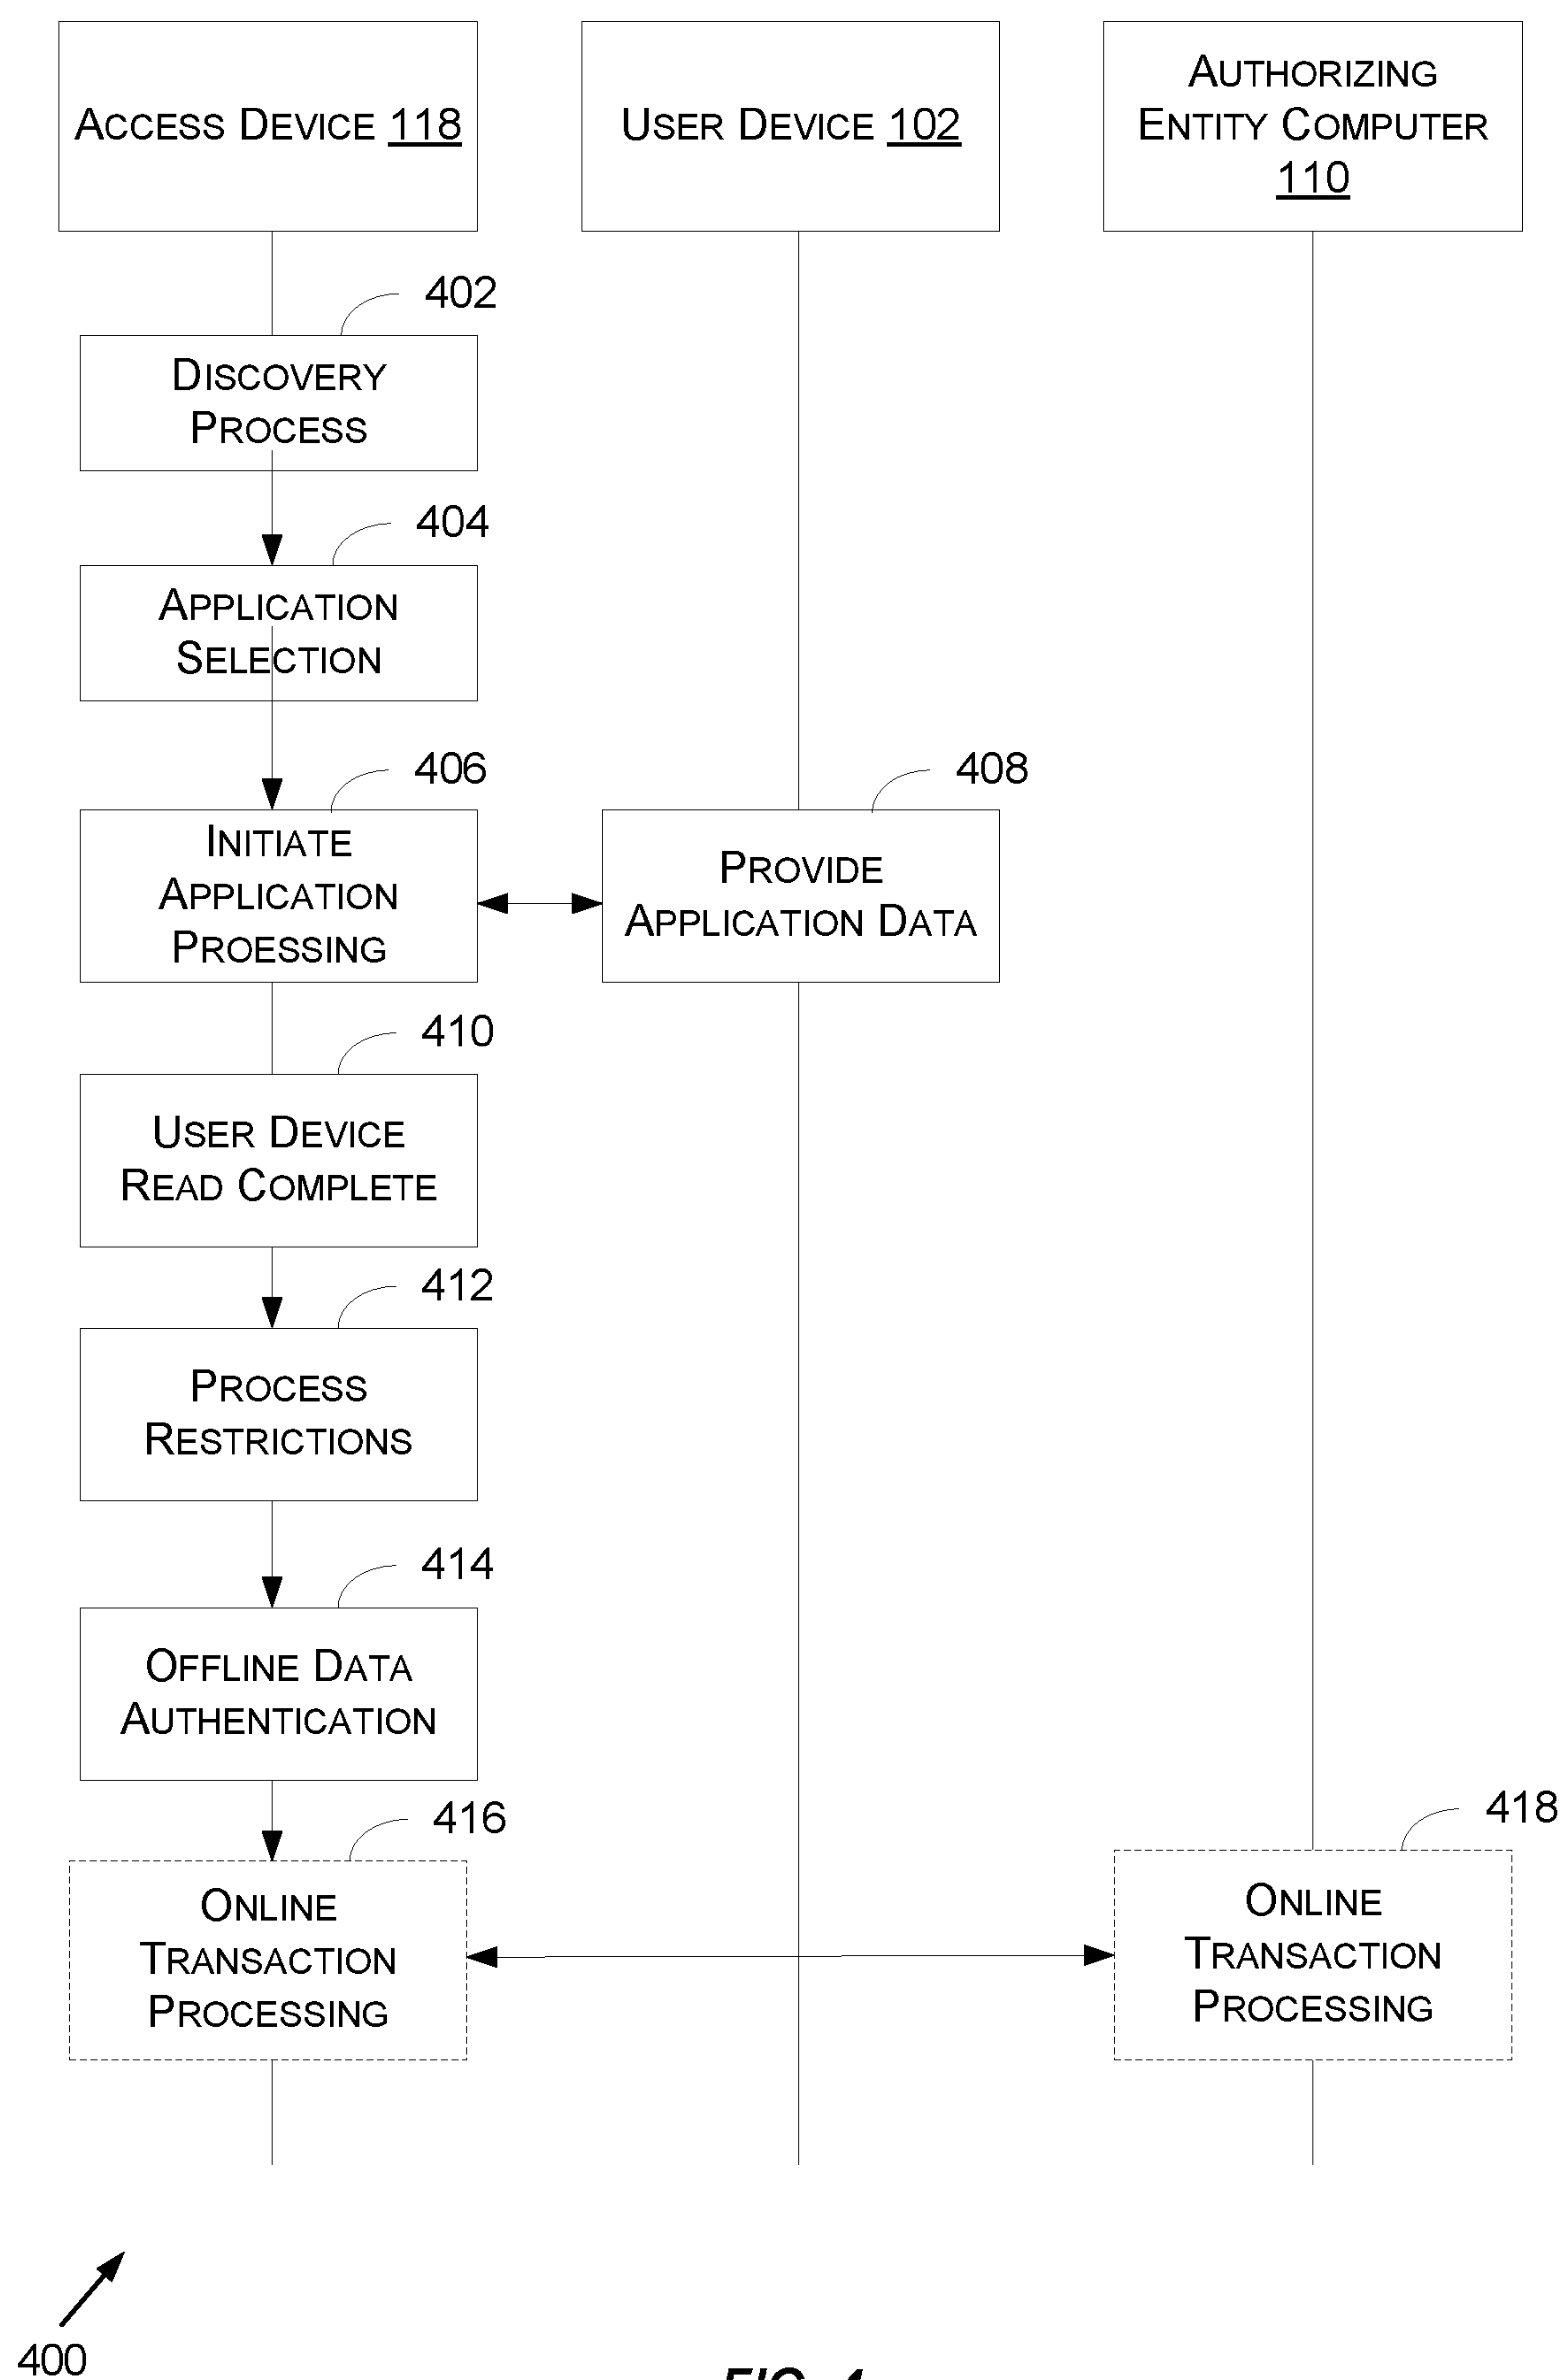 ACCESS DEVICE 118
USER DEVICE 102
AUTHORIZING
ENTITY COMPUTER
110
402
DISCOVERY
PROCESS
404
APPLICATION
SELECTION
406
INITIATE
APPLICATION
PROESSING
408
PROVIDE
APPLICATION DATA
410
USER DEVICE
READ COMPLETE
412
PROCESS
RESTRICTIONS
414
OFFLINE DATA
AUTHENTICATION
416
ONLINE
TRANSACTION
PROCESSING
418
ONLINE
TRANSACTION
PROCESSING
400
FIG. 4